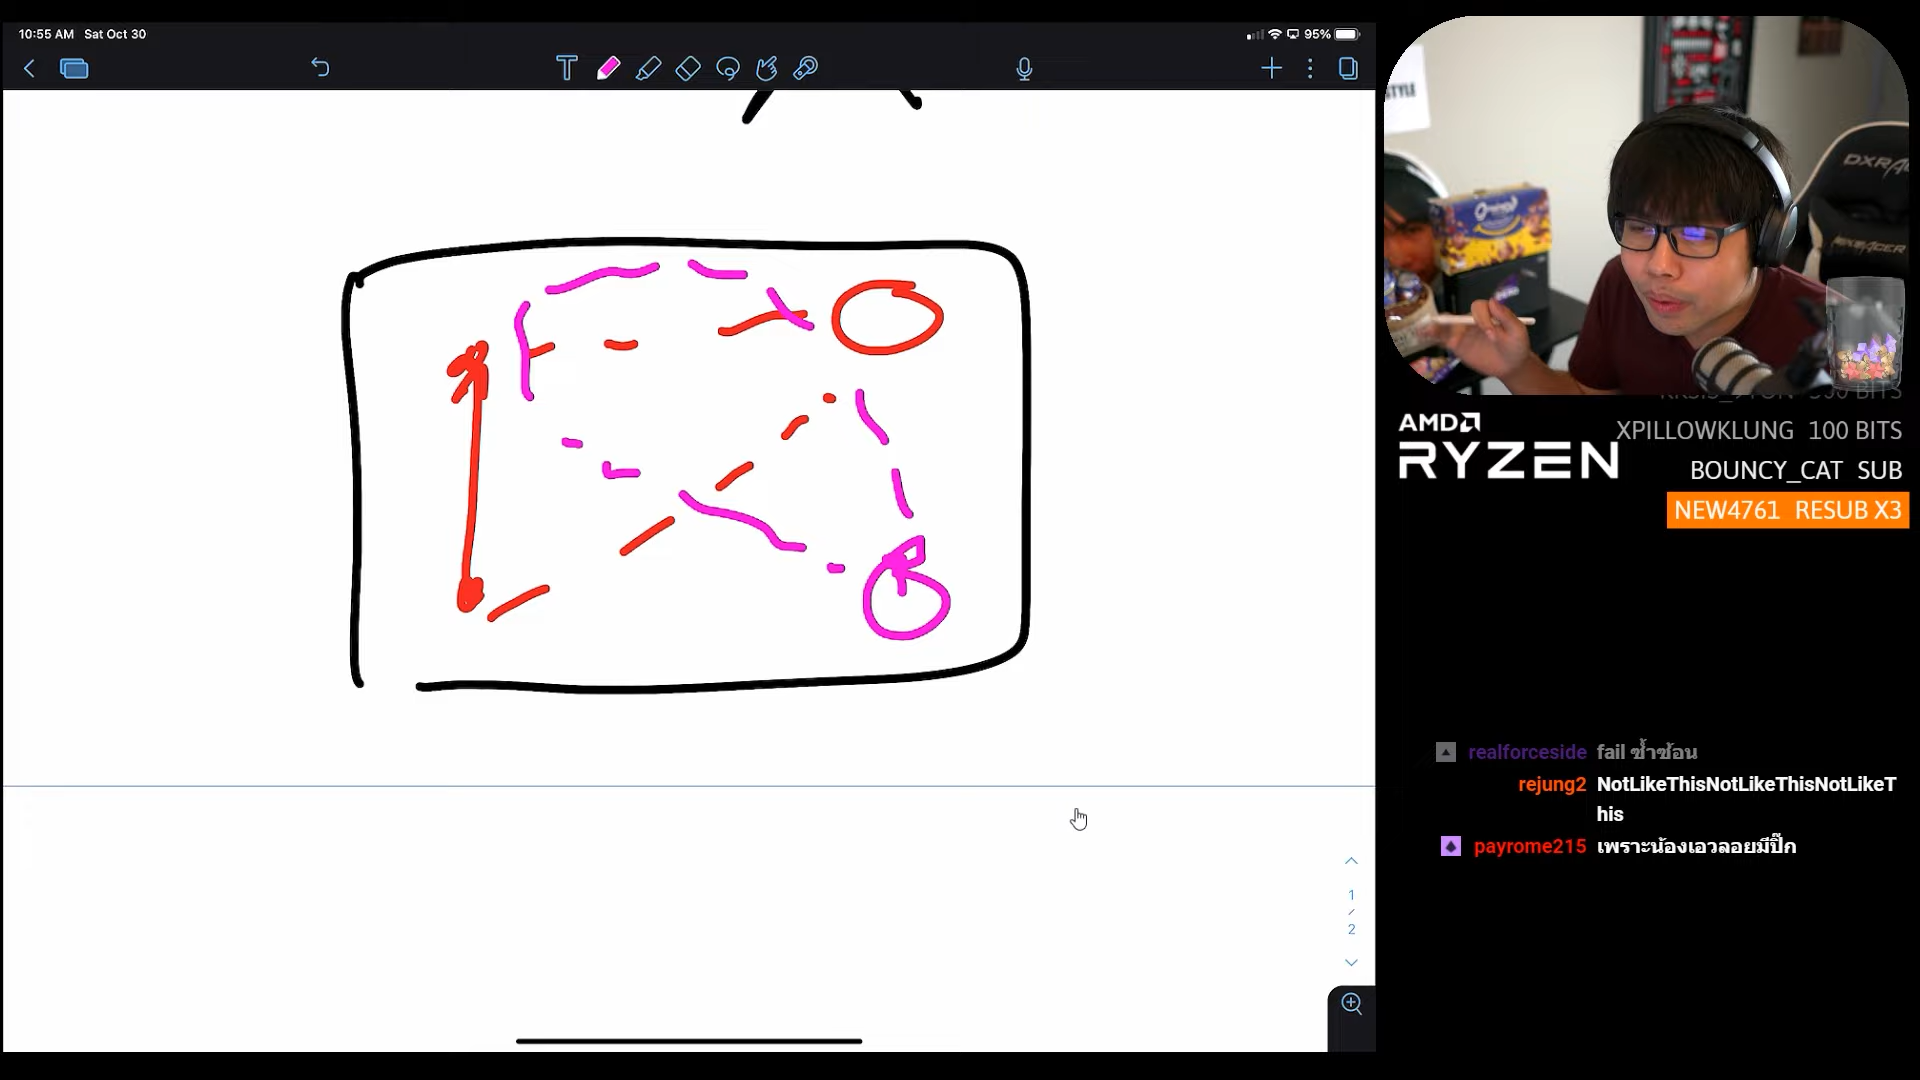 10:55 AM Sat Oct 30
95%
T
STYLE
DXRA
AMD
RYZEN
XPILLOWKLUNG 100 BITS
BOUNCY_CAT SUB
NEW4761 RESUB X3
realforceside fail ซ้ำซ้อน
rejung2 NotLikeThisNotLikeThisNotLikeT
his
payrome215 เพราะน้องเอวลอยมีปิ๊ก
1
/
2